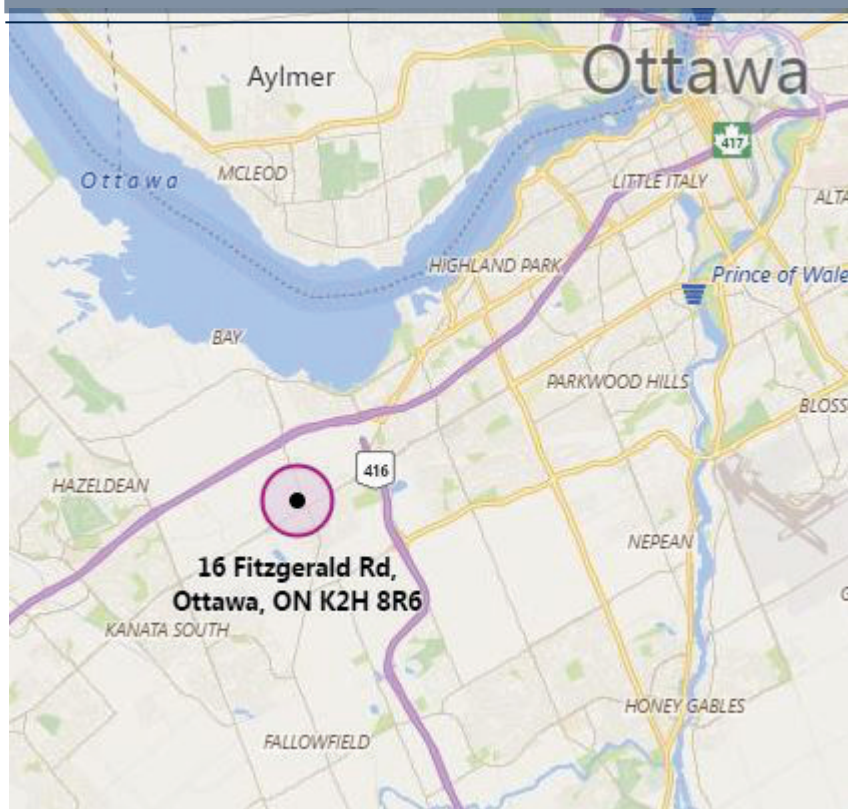 Ottawa
Aylmer
417
Ottawa
MCLEOD
LITTLE ITALY
ALTA
HIGHLAND PARK
Prince of Wale
BAY
PARKWOOD HILLS
BLOSS
416
HAZELDEAN
NEPEAN
16 Fitzgerald Rd,
Ottawa, ON K2H 8R6
G
KANATA SOUTH
HONEY GABLES
FALLOWFIELD